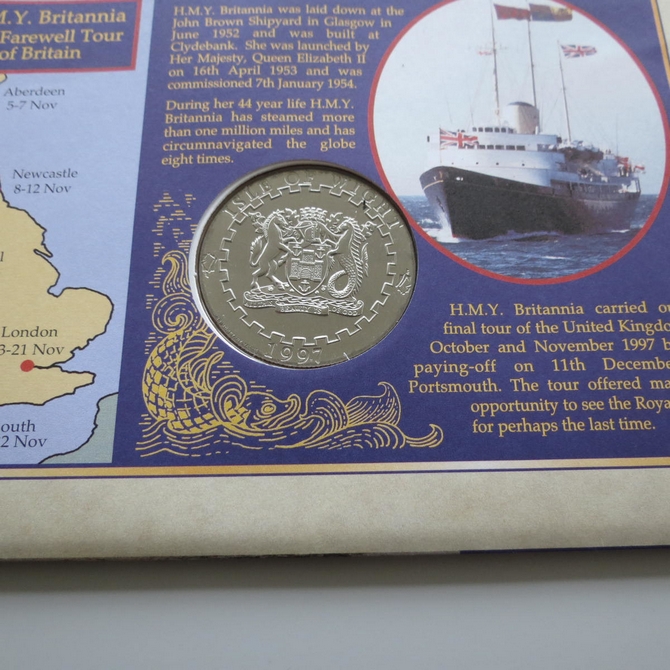 M.Y. Britannia
Farewell Tour
of Britain
Aberdeen
5-7 Nov
Newcastle
8-12 Nov
London
3-21 Nov
outh
2 Nov
H.M.Y. Britannia was laid down at the
John Brown Shipyard in Glasgow in
June 1952 and was built at
Clydebank. She was launched by
Her Majesty, Queen Elizabeth II
on 16th April 1953 and was
commissioned 7th January 1954.
During her 44 year life H.M.Y.
Britannia has steamed more
than one million miles and has
circumnavigated the globe
eight times.
ISLE OF WIGHT
1997
H.M.Y. Britannia carried ou
final tour of the United Kingdo
October and November 1997 b
paying-off on 11th Decembe
Portsmouth. The tour offered ma
opportunity to see the Roya
for perhaps the last time.